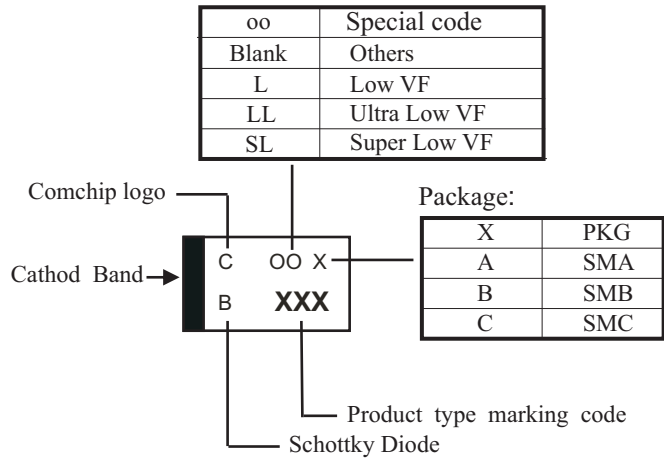 oo Special code
Blank Others
L Low VF
LL Ultra Low VF
SL Super Low VF
Comchip logo
Package:
X PKG
A SMA
B SMB
C SMC
Cathod Band
C OO X
B XXX
Product type marking code
Schottky Diode